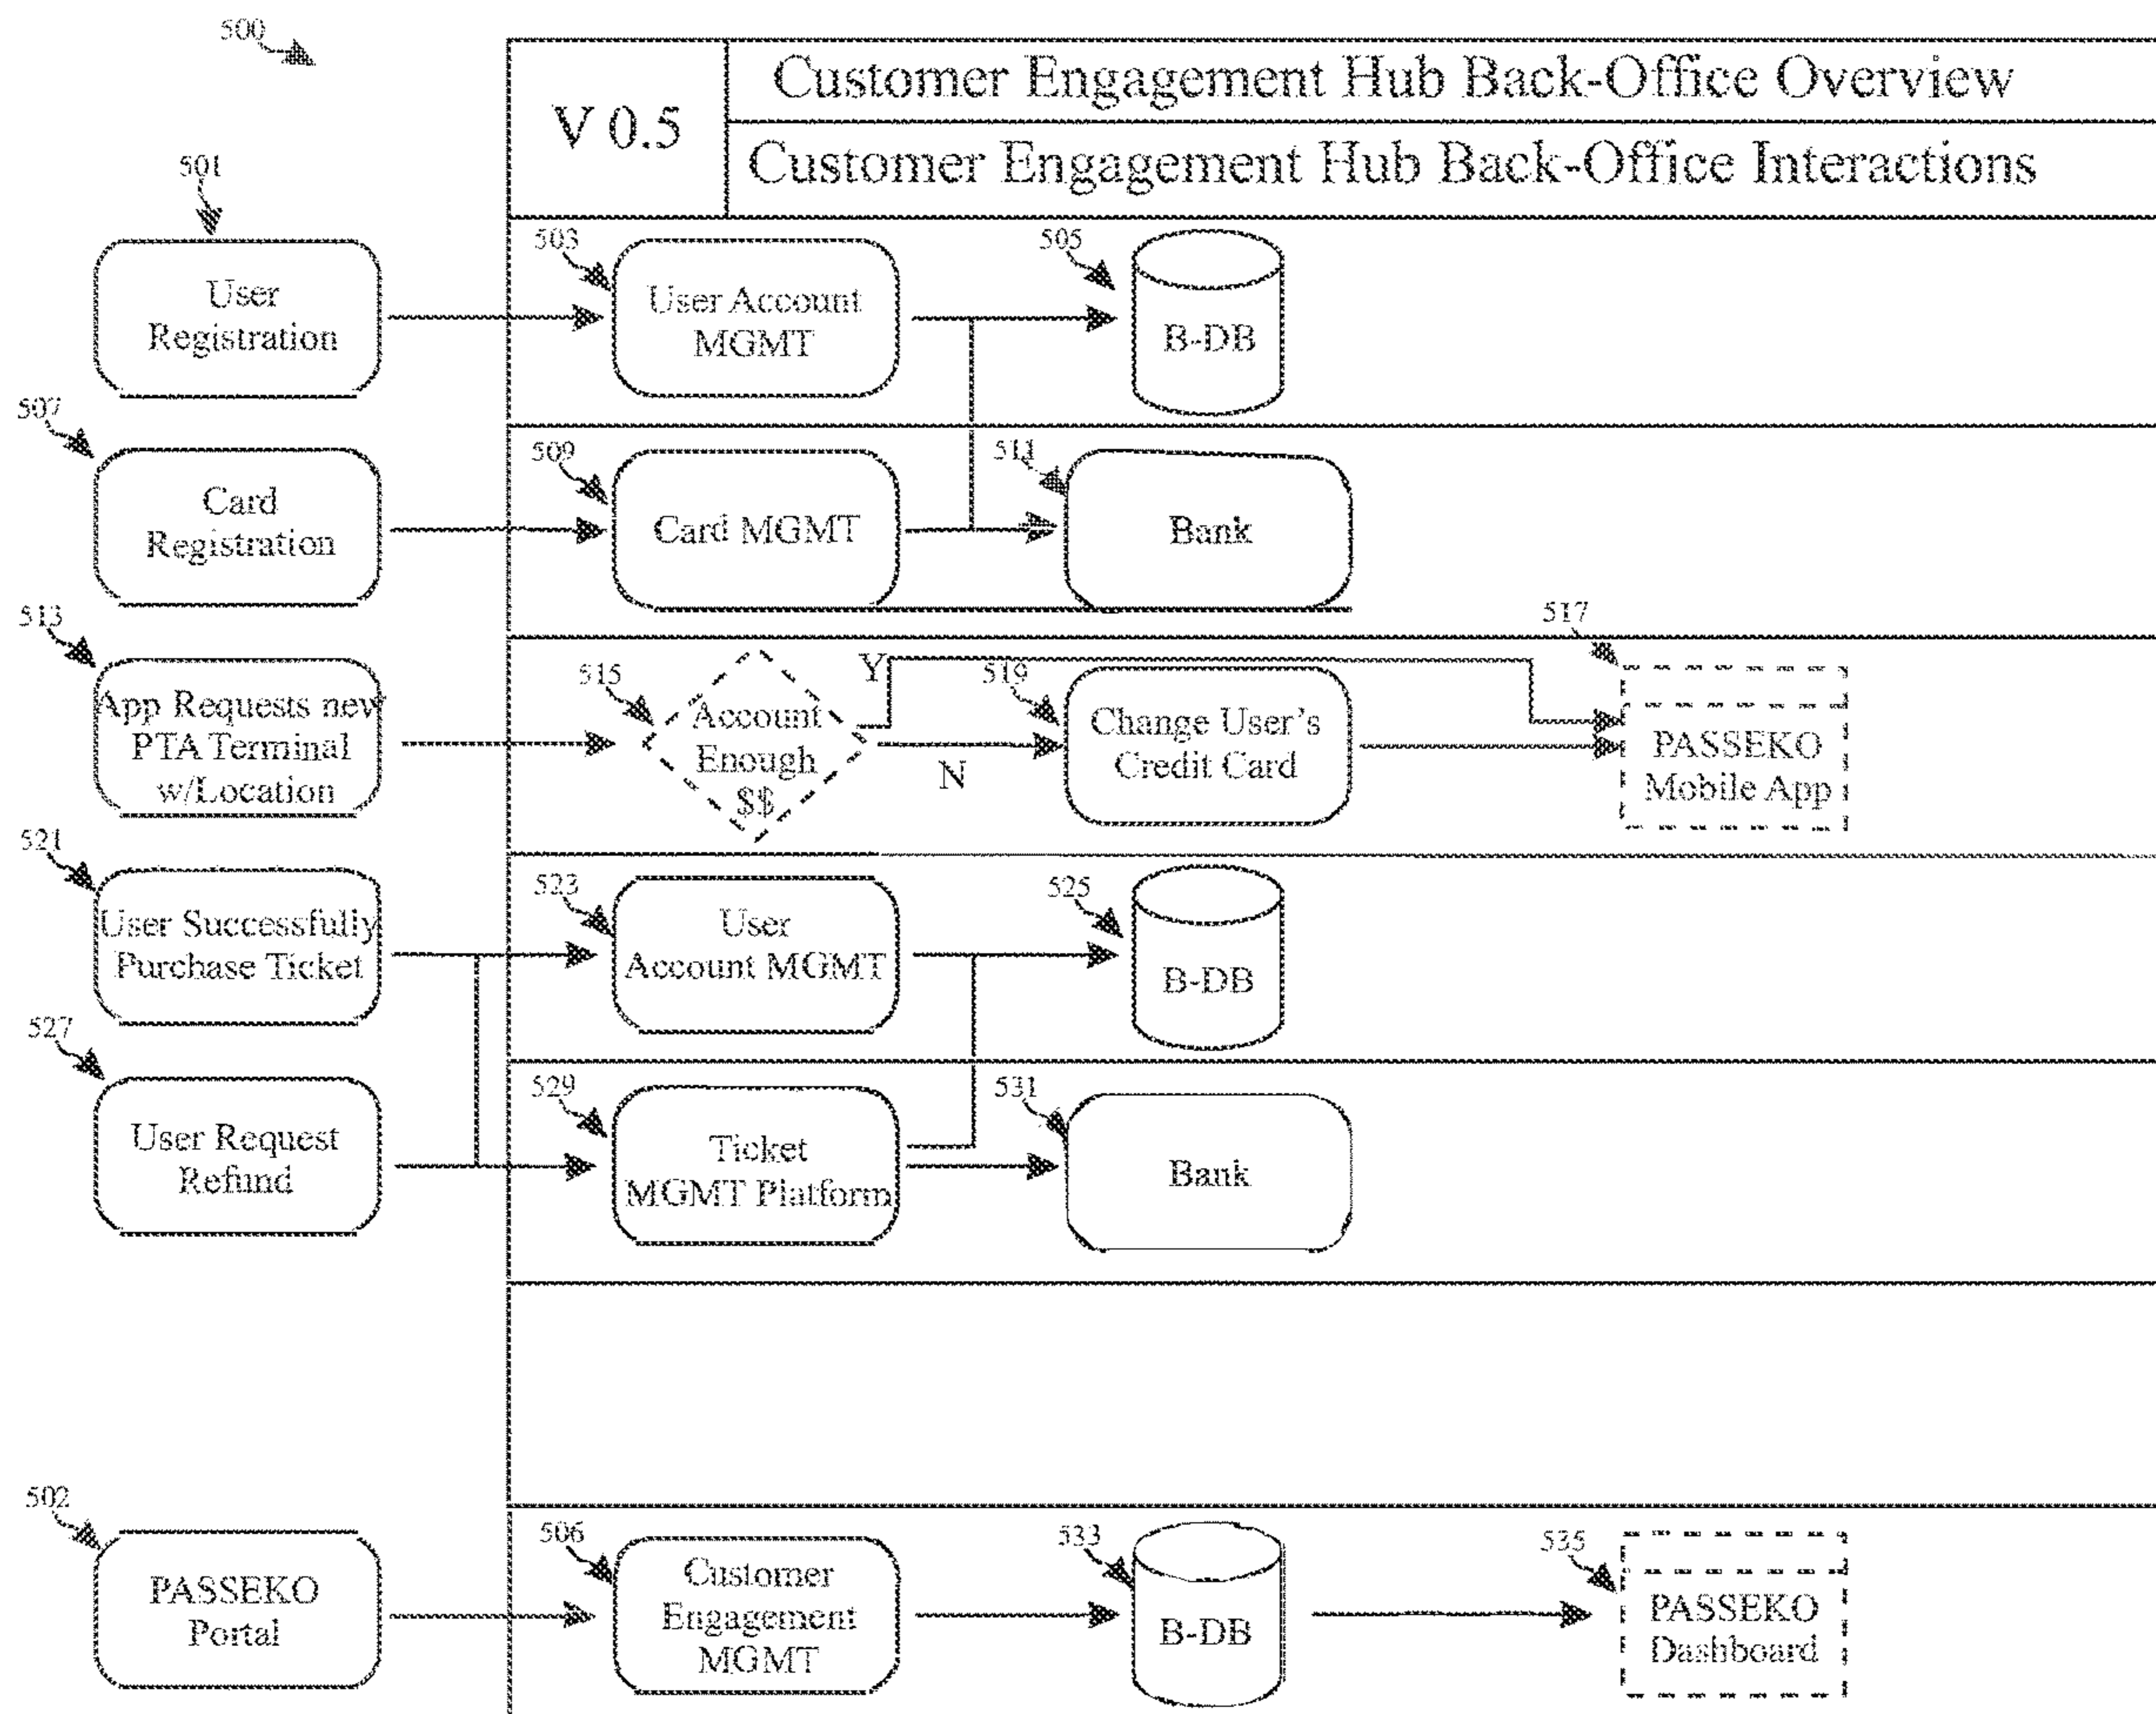 500
V 0.5
Customer Engagement Hub Back-Office Overview
Customer Engagement Hub Back-Office Interactions
501
User
Registration
503
User Account
MGMT
505
B-DB
507
Card
Registration
509
Card MGMT
511
Bank
513
App Requests new
PTA Terminal
w/Location
515
Account
Enough
$$
Y
N
519
Change User's
Credit Card
517
PASSEKO
Mobile App
521
User Successfully
Purchase Ticket
523
User
Account MGMT
525
B-DB
527
User Request
Refund
529
Ticket
MGMT Platform
531
Bank
502
PASSEKO
Portal
506
Customer
Engagement
MGMT
533
B-DB
535
PASSEKO
Dashboard